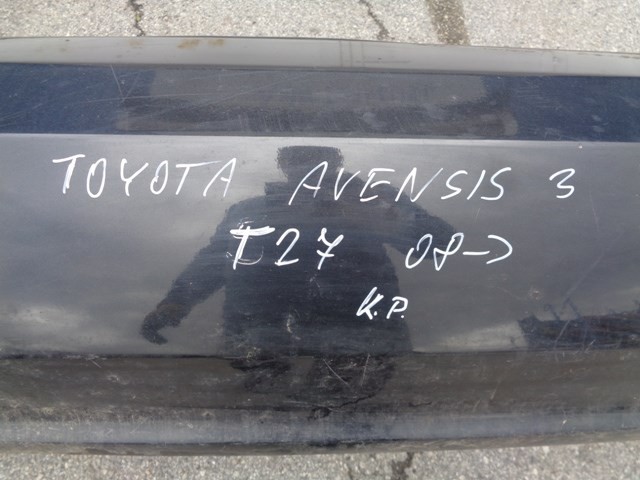 TOYOTA AVENSIS 3
T27 08->
K.P.